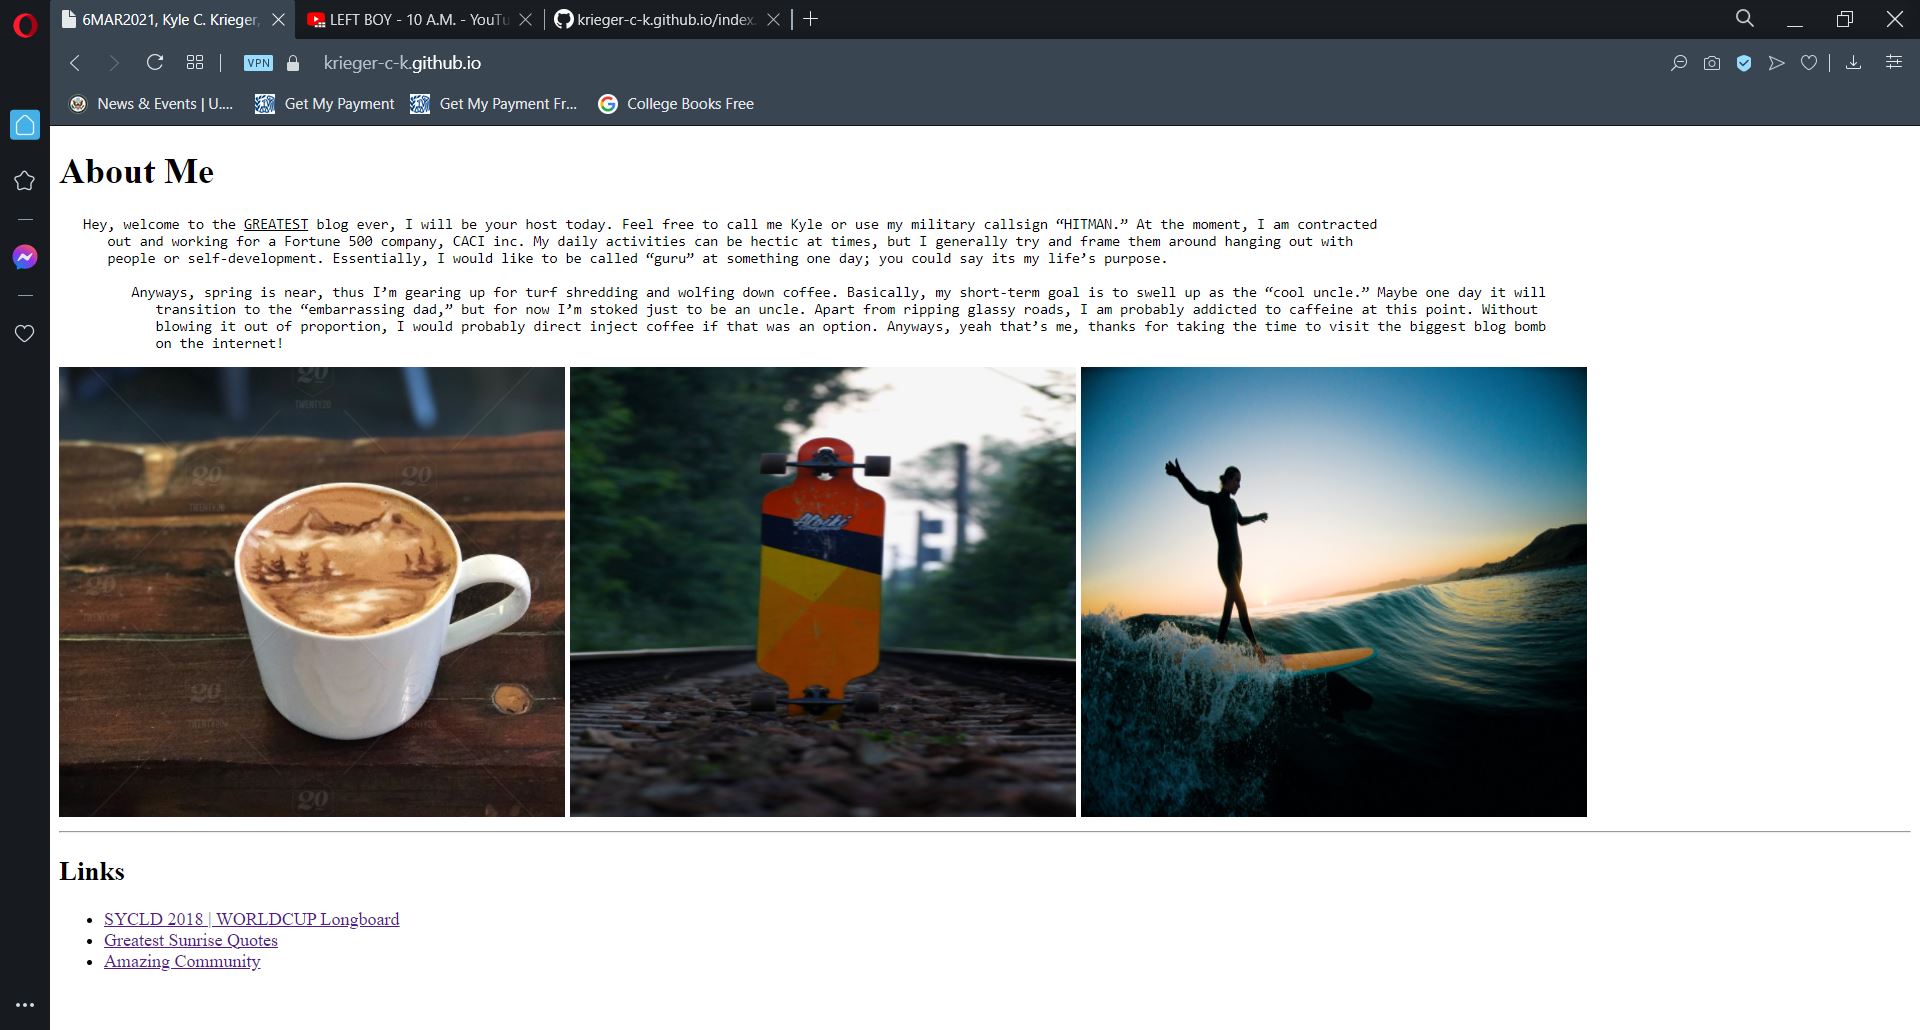 6MAR2021, Kyle C. Krieger,
LEFT BOY - 10 A.M. - YouTu
krieger-c-k.github.io/index.
VPN
krieger-c-k.github.io
News & Events | U....
Get My Payment
Get My Payment Fr...
College Books Free
About Me
Hey, welcome to the GREATEST blog ever, I will be your host today. Feel free to call me Kyle or use my military callsign “HITMAN.” At the moment, I am contracted
out and working for a Fortune 500 company, CACI inc. My daily activities can be hectic at times, but I generally try and frame them around hanging out with
people or self-development. Essentially, I would like to be called “guru” at something one day; you could say its my life’s purpose.
Anyways, spring is near, thus I’m gearing up for turf shredding and wolfing down coffee. Basically, my short-term goal is to swell up as the “cool uncle.” Maybe one day it will
transition to the “embarrassing dad,” but for now I’m stoked just to be an uncle. Apart from ripping glassy roads, I am probably addicted to caffeine at this point. Without
blowing it out of proportion, I would probably direct inject coffee if that was an option. Anyways, yeah that’s me, thanks for taking the time to visit the biggest blog bomb
on the internet!
20
TWENTY20
20
20
TWENTY20
20
20
TWENTY20
20
Links
SYCLD 2018 | WORLDCUP Longboard
Greatest Sunrise Quotes
Amazing Community